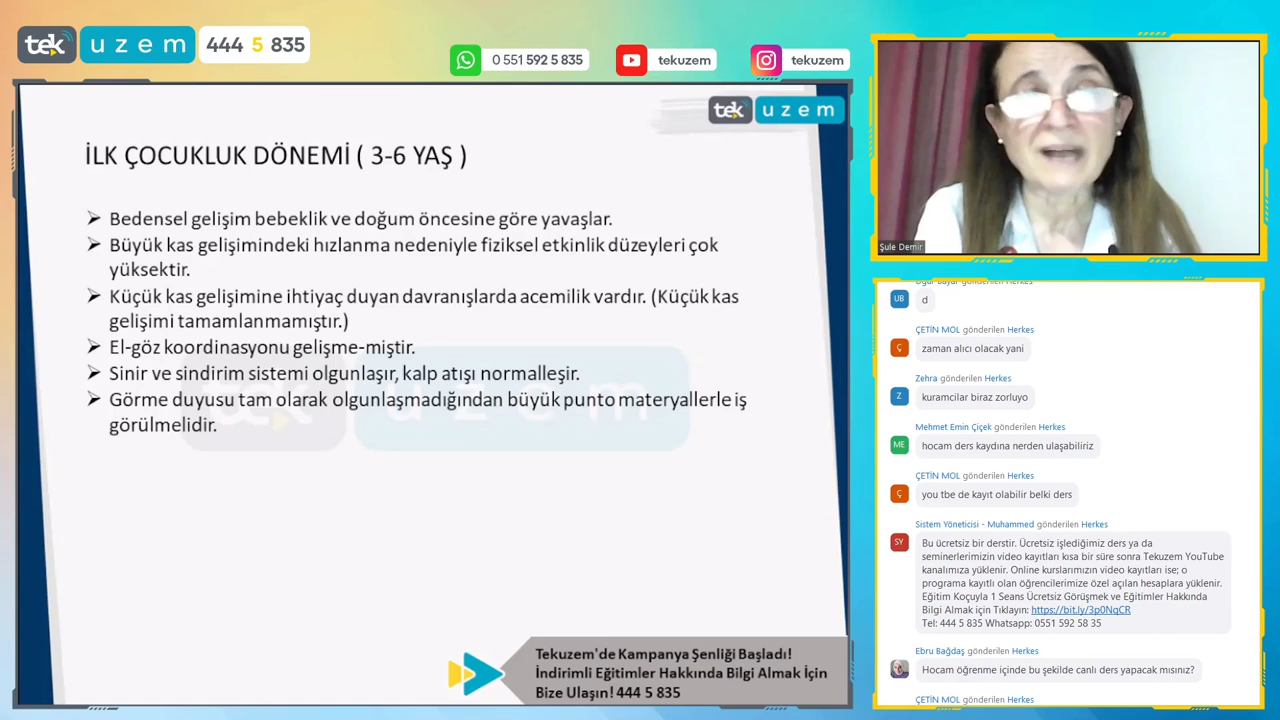 tek uzem 444 5 835
0 551 592 5 835
tekuzem
tekuzem
tek uzem
İLK ÇOCUKLUK DÖNEMİ ( 3-6 YAŞ )
➢ Bedensel gelişim bebeklik ve doğum öncesine göre yavaşlar.
➢ Büyük kas gelişimindeki hızlanma nedeniyle fiziksel etkinlik düzeyleri çok
yüksektir.
➢ Küçük kas gelişimine ihtiyaç duyan davranışlarda acemilik vardır. (Küçük kas
gelişimi tamamlanmamıştır.)
➢ El-göz koordinasyonu gelişme-miştir.
➢ Sinir ve sindirim sistemi olgunlaşır, kalp atışı normalleşir.
➢ Görme duyusu tam olarak olgunlaşmadığından büyük punto materyallerle iş
görülmelidir.
tek uzem
Tekuzem'de Kampanya Şenliği Başladı!
İndirimli Eğitimler Hakkında Bilgi Almak İçin
Bize Ulaşın! 444 5 835
Şule Demir
gönderilen Herkes
UB d
ÇETİN MOL gönderilen Herkes
Ç zaman alıcı olacak yani
Zehra gönderilen Herkes
Z kuramcilar biraz zorluyo
Mehmet Emin Çiçek gönderilen Herkes
ME hocam ders kaydına nerden ulaşabiliriz
ÇETİN MOL gönderilen Herkes
Ç you tbe de kayıt olabilir belki ders
Sistem Yöneticisi - Muhammed gönderilen Herkes
SY Bu ücretsiz bir derstir. Ücretsiz işlediğimiz ders ya da
seminerlerimizin video kayıtları kısa bir süre sonra Tekuzem YouTube
kanalımıza yüklenir. Online kurslarımızın video kayıtları ise; o
programa kayıtlı olan öğrencilerimize özel açılan hesaplara yüklenir.
Eğitim Koçuyla 1 Seans Ücretsiz Görüşmek ve Eğitimler Hakkında
Bilgi Almak için Tıklayın: https://bit.ly/3p0NqCR
Tel: 444 5 835 Whatsapp: 0551 592 58 35
Ebru Bağdaş gönderilen Herkes
Hocam öğrenme içinde bu şekilde canlı ders yapacak mısınız?
ÇETİN MOL gönderilen Herkes